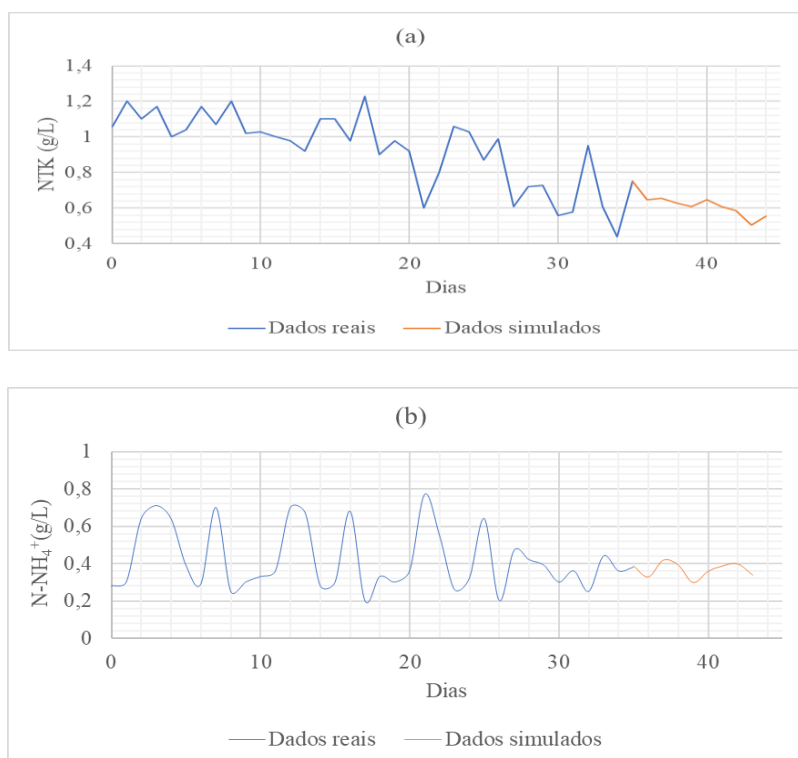 (a)
1,4
1,2
1
0,8
0,6
0,4
NTK (g/L)
0 10 20 30 40
Dias
Dados reais Dados simulados
(b)
1
0,8
0,6
0,4
0,2
0
N-NH₄⁺(g/L)
0 10 20 30 40
Dias
Dados reais Dados simulados